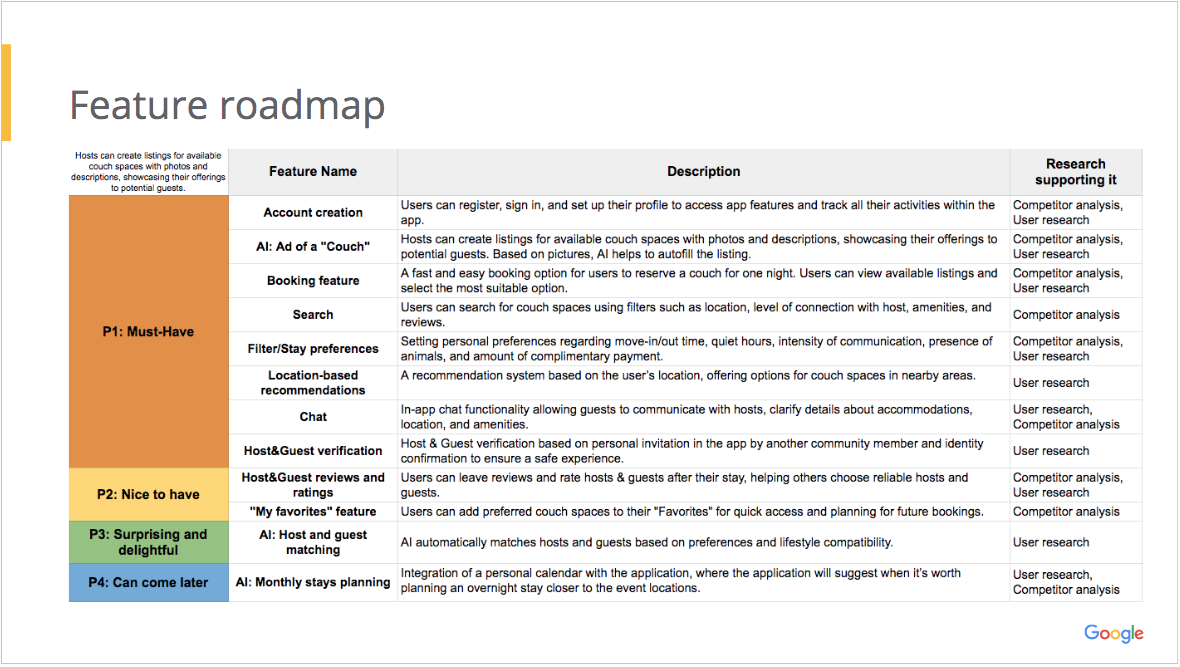 Feature roadmap
Hosts can create listings for available
couch spaces with photos and
descriptions, showcasing their offerings
to potential guests.
Feature Name
Description
Research
supporting it
P1: Must-Have
Account creation
Users can register, sign in, and set up their profile to access app features and track all their activities within the
app.
Competitor analysis,
User research
AI: Ad of a "Couch"
Hosts can create listings for available couch spaces with photos and descriptions, showcasing their offerings to
potential guests. Based on pictures, AI helps to autofill the listing.
Competitor analysis,
User research
Booking feature
A fast and easy booking option for users to reserve a couch for one night. Users can view available listings and
select the most suitable option.
Competitor analysis,
User research
Search
Users can search for couch spaces using filters such as location, level of connection with host, amenities, and
reviews.
Competitor analysis
Filter/Stay preferences
Setting personal preferences regarding move-in/out time, quiet hours, intensity of communication, presence of
animals, and amount of complimentary payment.
Competitor analysis,
User research
Location-based
recommendations
A recommendation system based on the user's location, offering options for couch spaces in nearby areas.
User research
Chat
In-app chat functionality allowing guests to communicate with hosts, clarify details about accommodations,
location, and amenities.
User research,
Competitor analysis
Host&Guest verification
Host & Guest verification based on personal invitation in the app by another community member and identity
confirmation to ensure a safe experience.
User research
P2: Nice to have
Host&Guest reviews and
ratings
Users can leave reviews and rate hosts & guests after their stay, helping others choose reliable hosts and
guests.
Competitor analysis,
User research
"My favorites" feature
Users can add preferred couch spaces to their "Favorites" for quick access and planning for future bookings.
Competitor analysis
P3: Surprising and
delightful
AI: Host and guest
matching
AI automatically matches hosts and guests based on preferences and lifestyle compatibility.
User research
P4: Can come later
AI: Monthly stays planning
Integration of a personal calendar with the application, where the application will suggest when it's worth
planning an overnight stay closer to the event locations.
User research,
Competitor analysis
Google